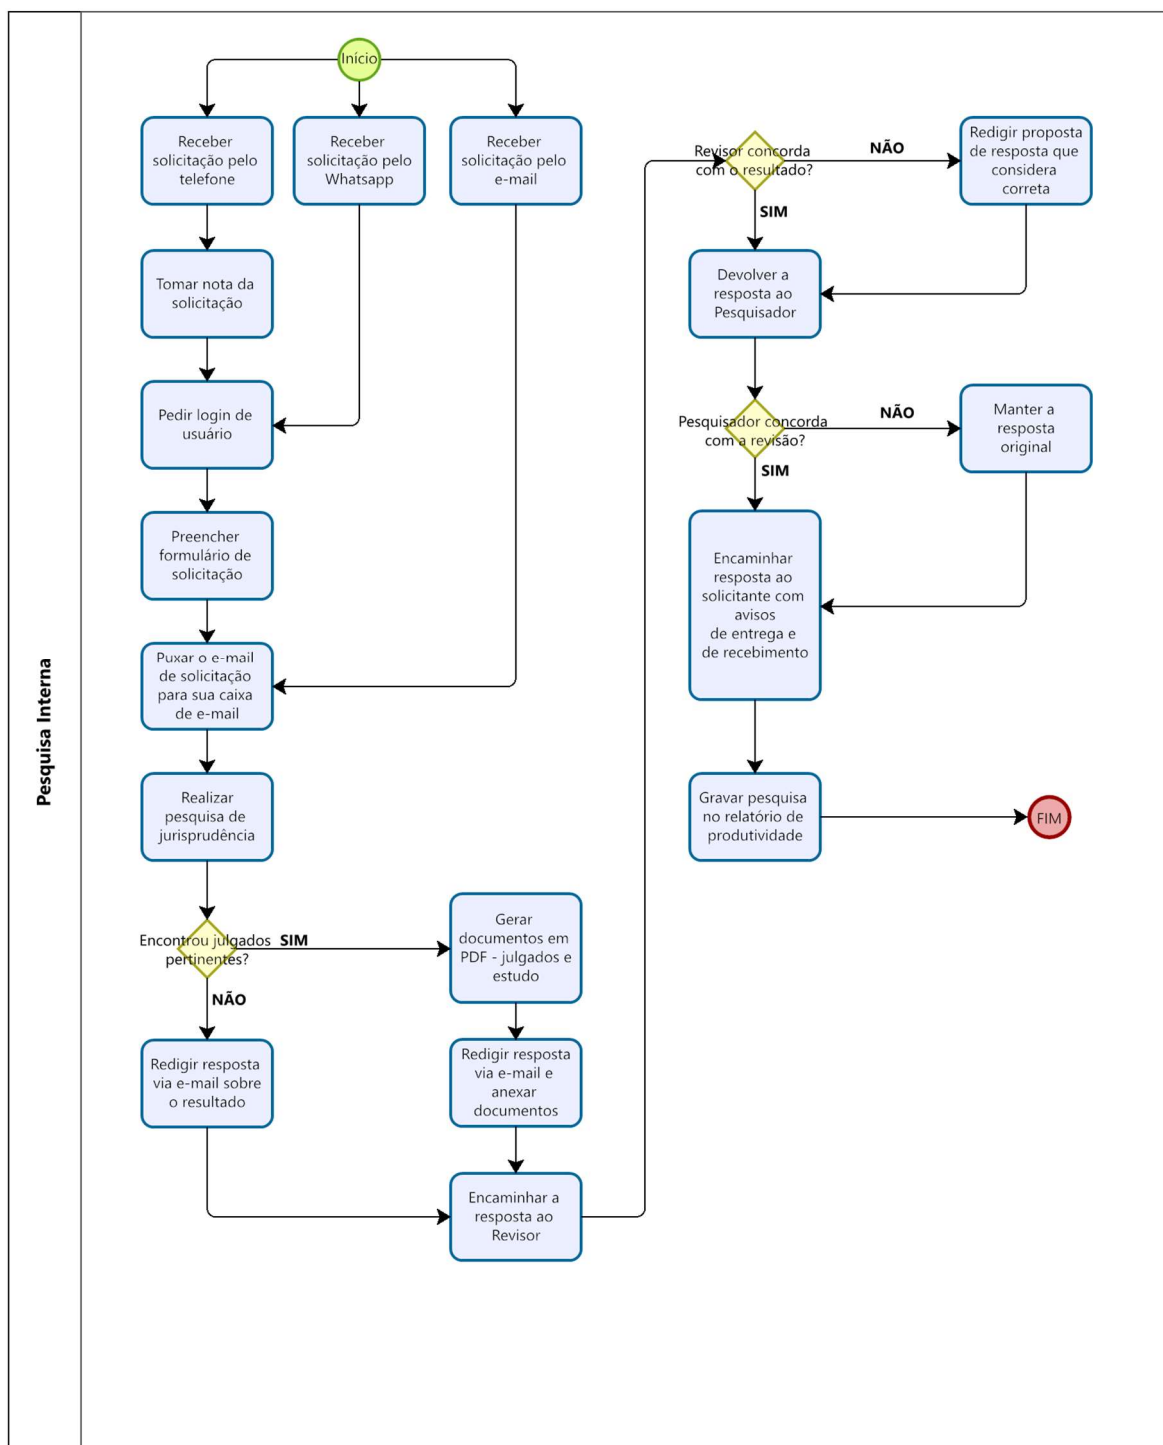 Pesquisa Interna
Início
Receber
solicitação pelo
telefone
Receber
solicitação pelo
Whatsapp
Receber
solicitação pelo
e-mail
Tomar nota da
solicitação
Pedir login de
usuário
Preencher
formulário de
solicitação
Puxar o e-mail
de solicitação
para sua caixa
de e-mail
Realizar
pesquisa de
jurisprudência
Encontrou julgados
pertinentes?
SIM
NÃO
Gerar
documentos em
PDF - julgados e
estudo
Redigir resposta
via e-mail sobre
o resultado
Redigir resposta
via e-mail e
anexar
documentos
Encaminhar a
resposta ao
Revisor
Revisor concorda
com o resultado?
NÃO
SIM
Redigir proposta
de resposta que
considera
correta
Devolver a
resposta ao
Pesquisador
Pesquisador concorda
com a revisão?
NÃO
SIM
Manter a
resposta
original
Encaminhar
resposta ao
solicitante com
avisos
de entrega e
de recebimento
Gravar pesquisa
no relatório de
produtividade
FIM